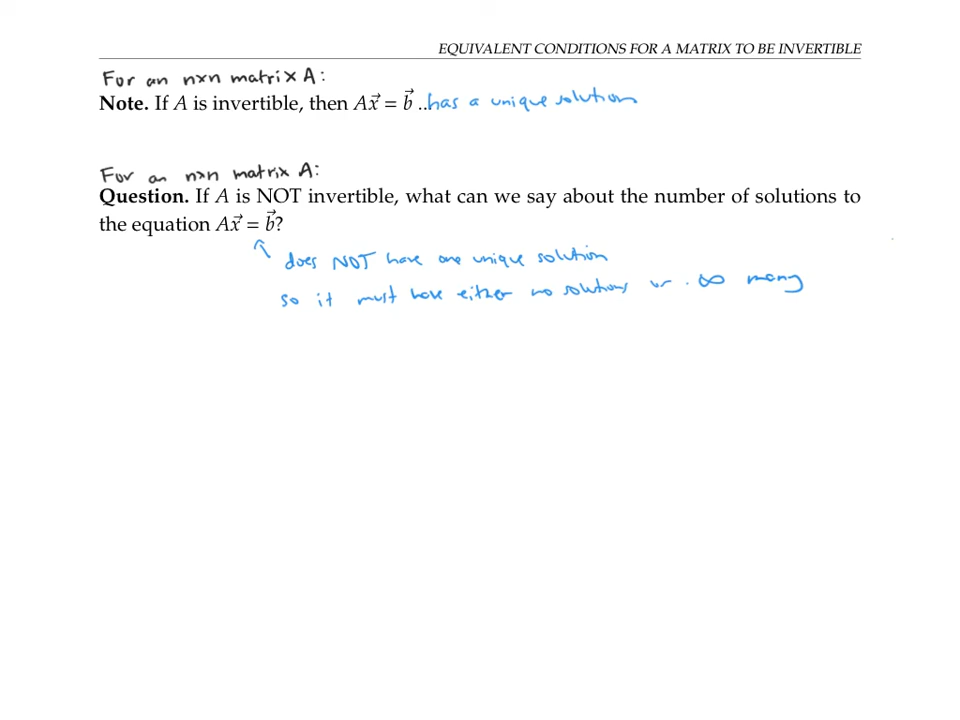 EQUIVALENT CONDITIONS FOR A MATRIX TO BE INVERTIBLE
For an n×n matrix A:
Note. If A is invertible, then Ax⃗ = b⃗ ..has a unique solution
For an n×n matrix A:
Question. If A is NOT invertible, what can we say about the number of solutions to
the equation Ax⃗ = b⃗?
does NOT have one unique solution
so it must have either no solutions or ∞ many